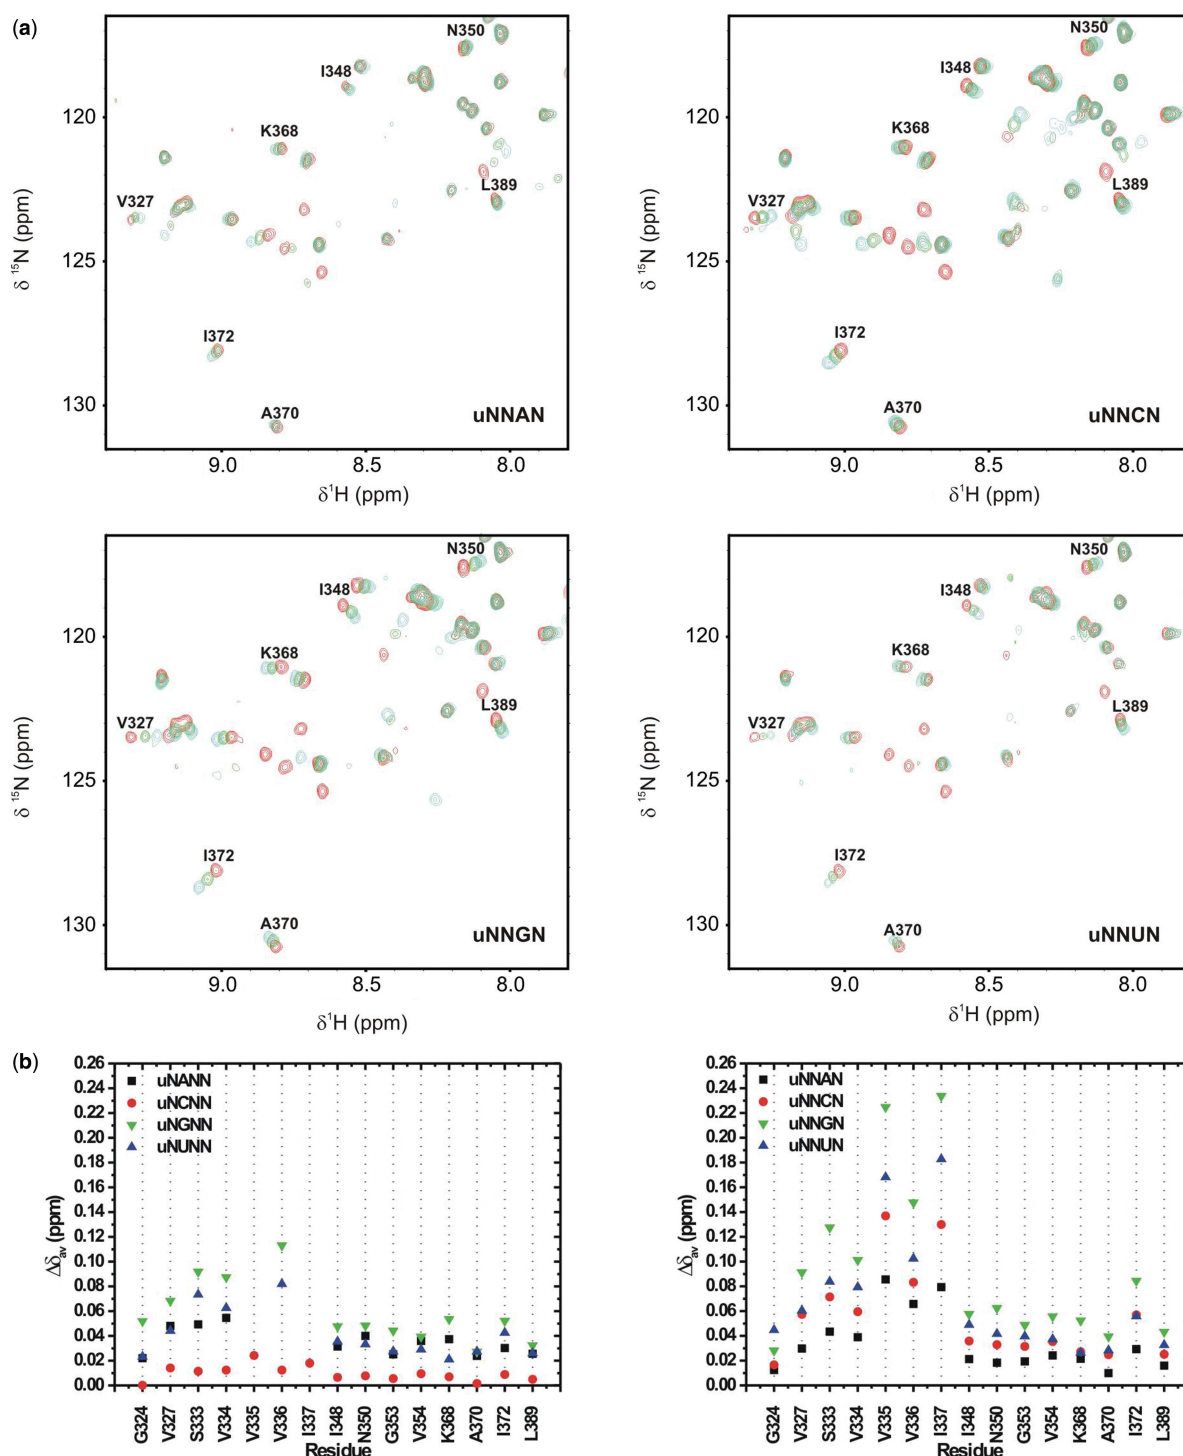 (a)
N350
I348
K368
V327
L389
I372
A370
uNNAN
120
125
130
δ ¹⁵N (ppm)
9.0 8.5 8.0
δ¹H (ppm)
N350
I348
K368
V327
L389
I372
A370
uNNCN
120
125
130
δ ¹⁵N (ppm)
9.0 8.5 8.0
δ¹H (ppm)
N350
I348
K368
V327
L389
I372
A370
uNNGN
120
125
130
δ ¹⁵N (ppm)
9.0 8.5 8.0
δ¹H (ppm)
N350
I348
K368
V327
L389
I372
A370
uNNUN
120
125
130
δ ¹⁵N (ppm)
9.0 8.5 8.0
δ¹H (ppm)
(b)
uNANN
uNCNN
uNGNN
uNUNN
0.26
0.24
0.22
0.20
0.18
0.16
0.14
0.12
0.10
0.08
0.06
0.04
0.02
0.00
Δδav (ppm)
G324 V327 S333 V334 V335 V336 I337 I348 N350 G353 V354 K368 A370 I372 L389
Residue
uNNAN
uNNCN
uNNGN
uNNUN
0.26
0.24
0.22
0.20
0.18
0.16
0.14
0.12
0.10
0.08
0.06
0.04
0.02
0.00
Δδav (ppm)
G324 V327 S333 V334 V335 V336 I337 I348 N350 G353 V354 K368 A370 I372 L389
Residue